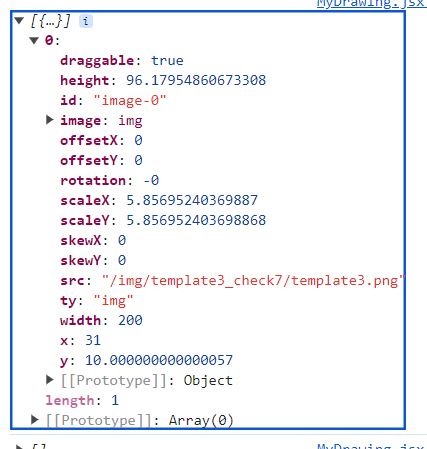 MyDrawing.jsx
▼ [{…}] i
▼ 0:
draggable: true
height: 96.17954860673308
id: "image-0"
▶ image: img
offsetX: 0
offsetY: 0
rotation: -0
scaleX: 5.85695240369887
scaleY: 5.856952403698868
skewX: 0
skewY: 0
src: "/img/template3_check7/template3.png"
ty: "img"
width: 200
x: 31
y: 10.000000000000057
▶ [[Prototype]]: Object
length: 1
▶ [[Prototype]]: Array(0)
▶ [] MyDrawing.jsx